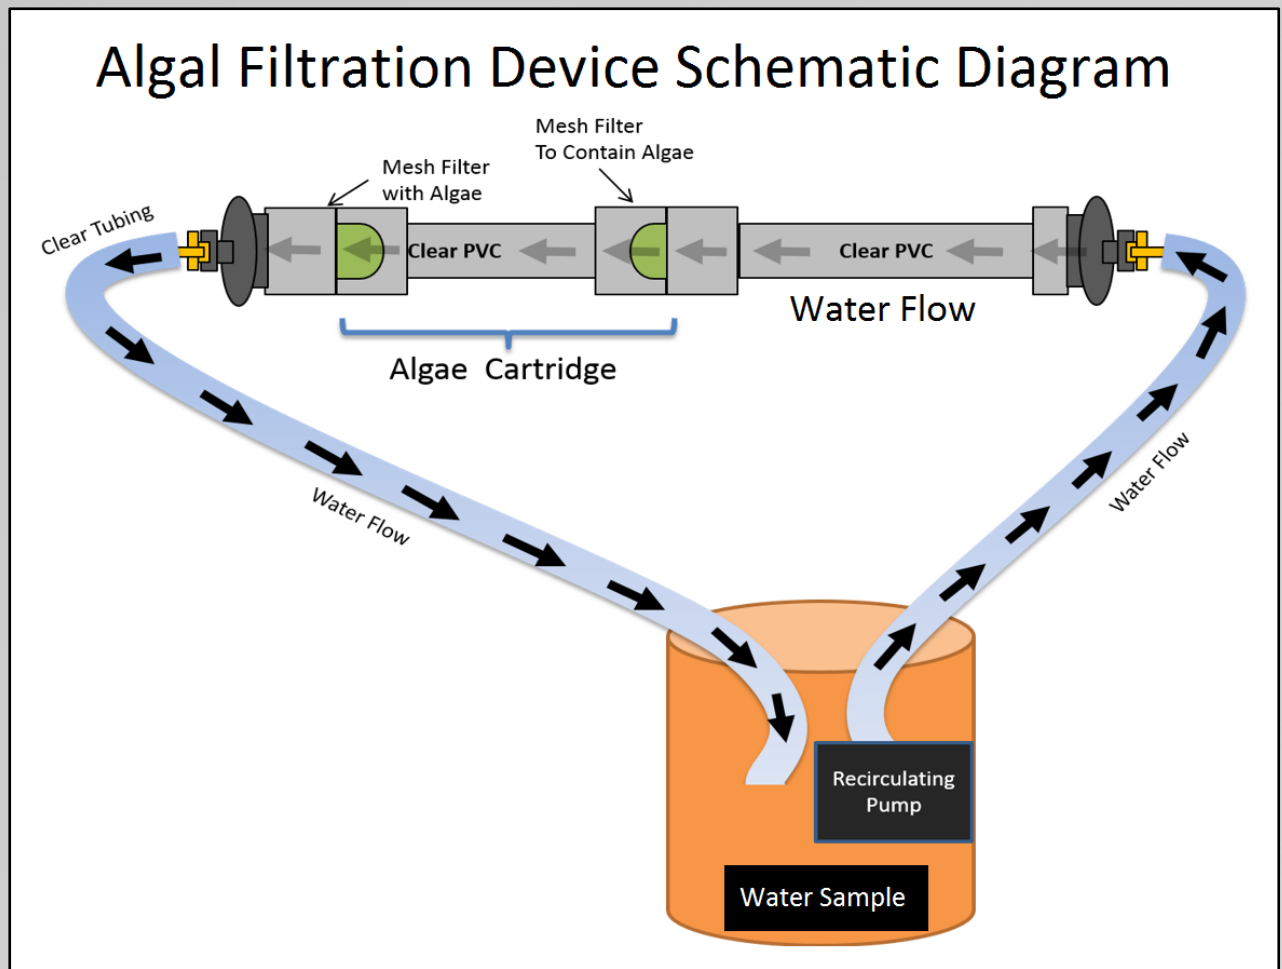 Algal Filtration Device Schematic Diagram
Mesh Filter
To Contain Algae
Mesh Filter
with Algae
Clear Tubing
Clear PVC
Clear PVC
Water Flow
Algae Cartridge
Water Flow
Water Flow
Recirculating
Pump
Water Sample